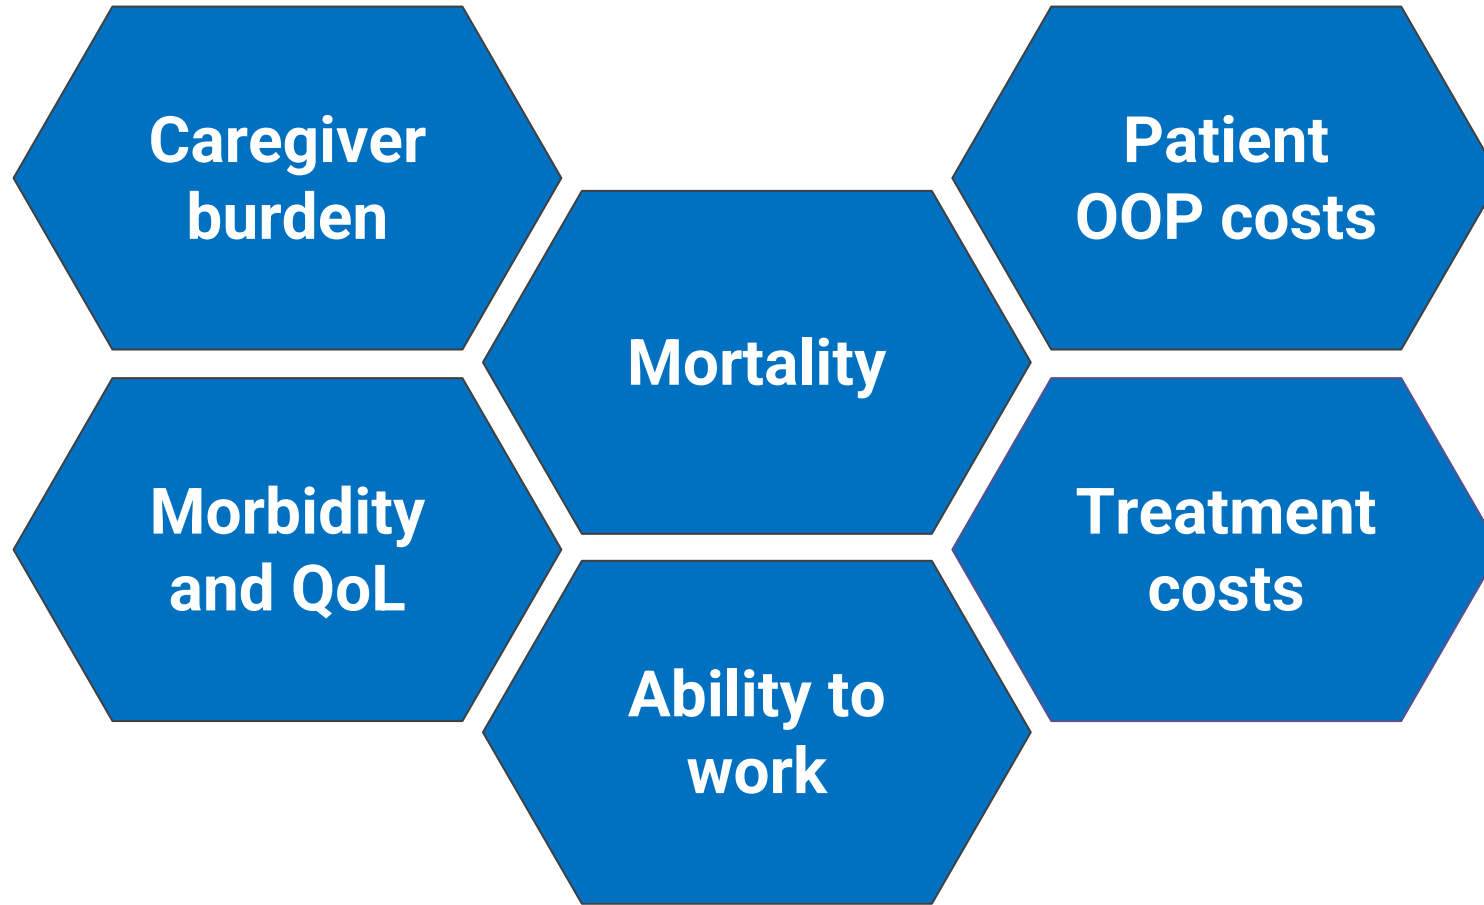 Caregiver
burden
Patient
OOP costs
Mortality
Morbidity
and QoL
Treatment
costs
Ability to
work